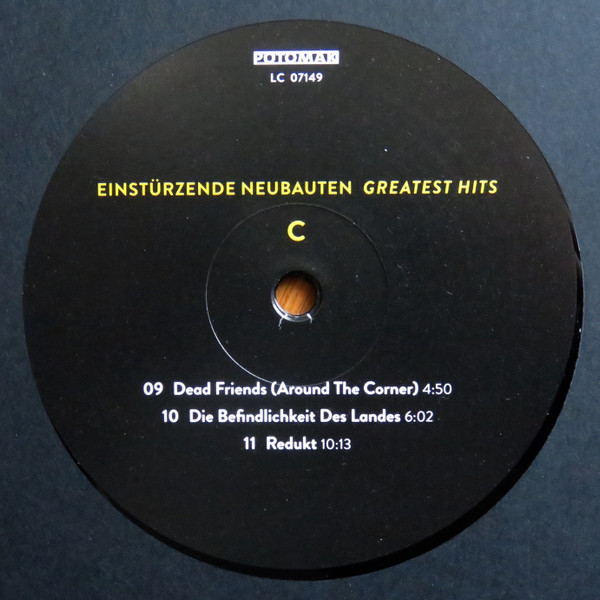 POTOMAK
LC 07149
EINSTÜRZENDE NEUBAUTEN GREATEST HITS
C
09 Dead Friends (Around The Corner) 4:50
10 Die Befindlichkeit Des Landes 6:02
11 Redukt 10:13